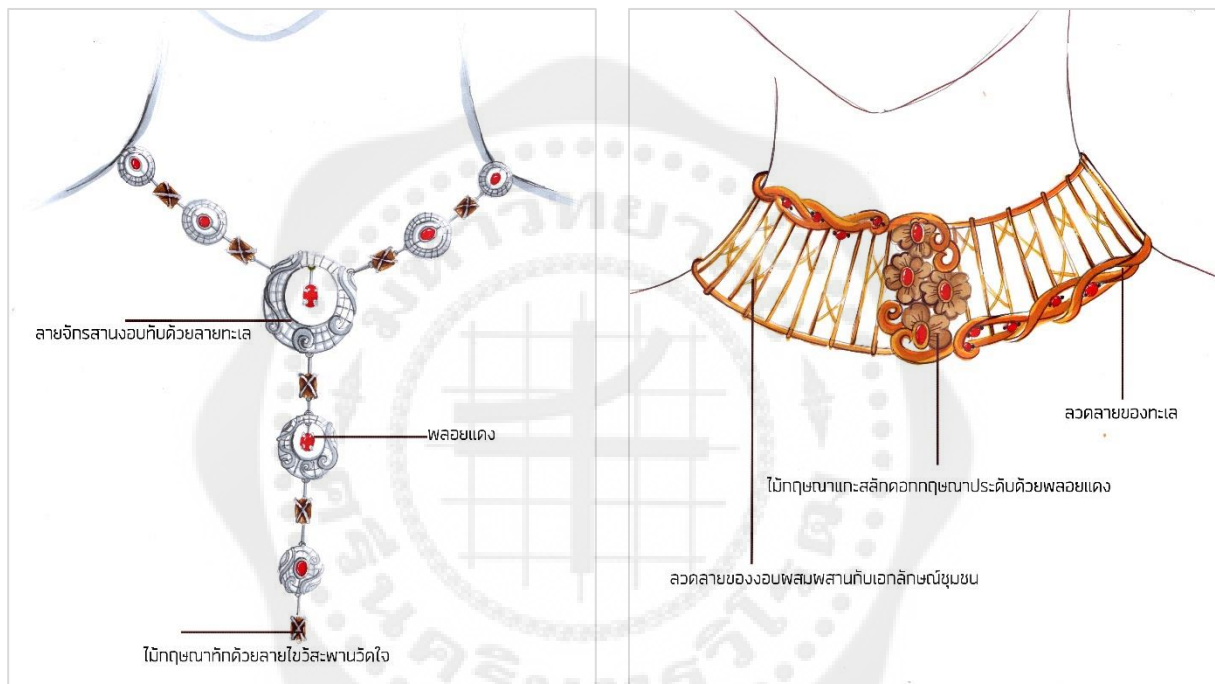 ลายจักรสานงอบทับด้วยลายทะเล
พลอยแดง
ไม้กฤษณาทักด้วยลายไขว้สะพานวัดใจ
ลวดลายของทะเล
ไม้กฤษณาแกะสลักดอกกฤษณาประดับด้วยพลอยแดง
ลวดลายของงอบผสมผสานกับเอกลักษณ์ชุมชน